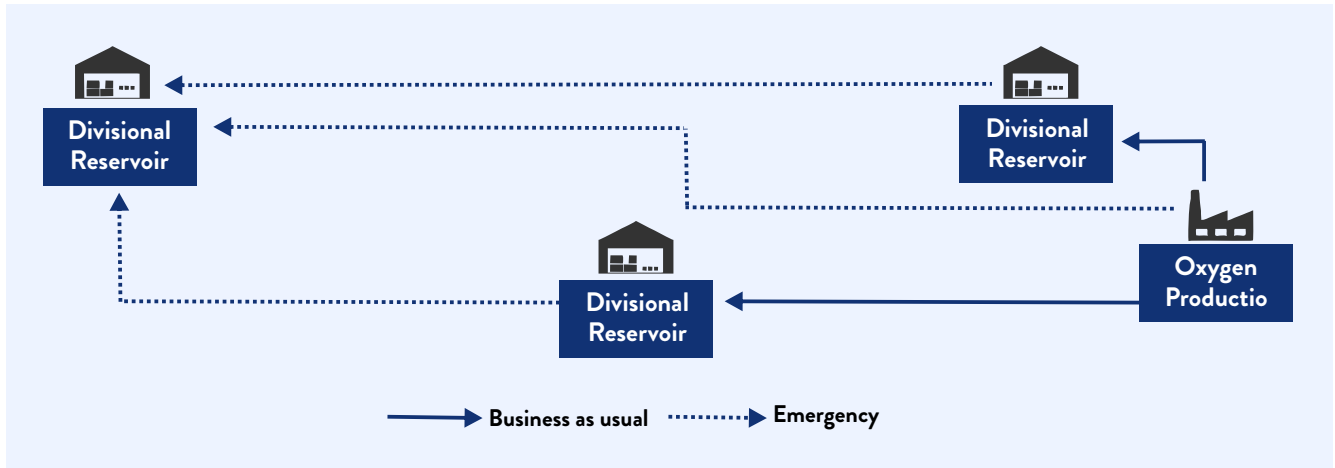 Divisional
Reservoir
Divisional
Reservoir
Divisional
Reservoir
Oxygen
Productio
Business as usual
Emergency